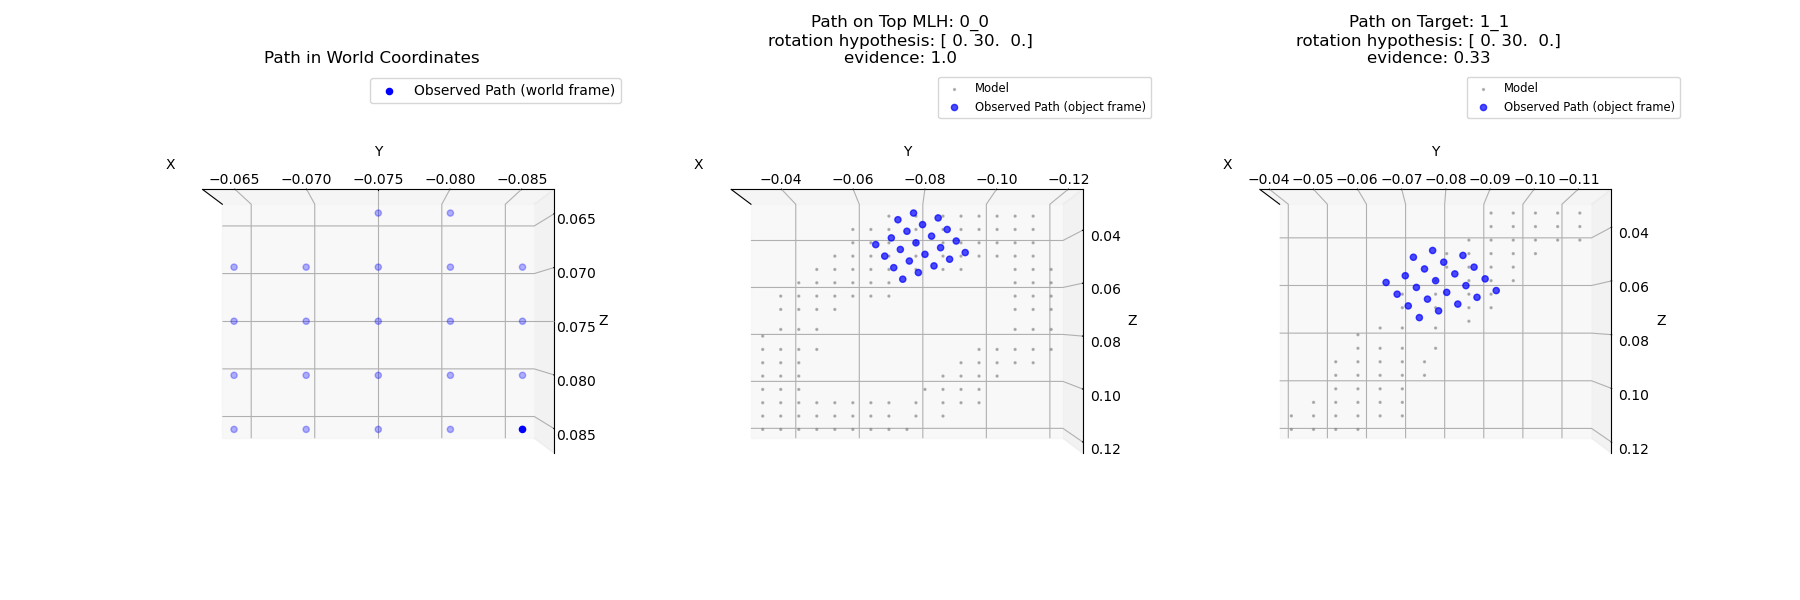 Path in World Coordinates
Observed Path (world frame)
X
Y
−0.065 −0.070 −0.075 −0.080 −0.085
0.065
0.070
0.075
Z
0.080
0.085
Path on Top MLH: 0_0
rotation hypothesis: [ 0. 30.  0.]
evidence: 1.0
Model
Observed Path (object frame)
X
Y
−0.04 −0.06 −0.08 −0.10 −0.12
0.04
0.06
Z
0.08
0.10
0.12
Path on Target: 1_1
rotation hypothesis: [ 0. 30.  0.]
evidence: 0.33
Model
Observed Path (object frame)
X
Y
−0.04 −0.05 −0.06 −0.07 −0.08 −0.09 −0.10 −0.11
0.04
0.06
Z
0.08
0.10
0.12